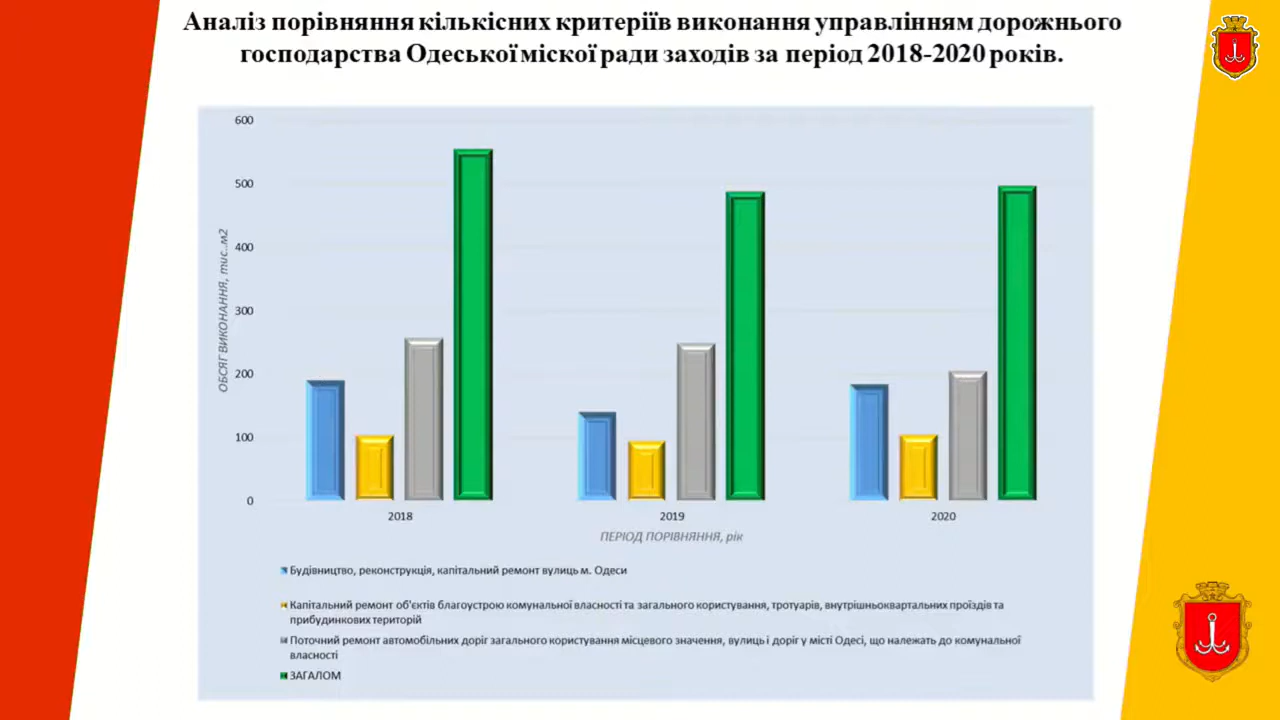 Аналіз порівняння кількісних критеріїв виконання управлінням дорожнього
господарства Одеської міскої ради заходів за період 2018-2020 років.
600
500
400
300
200
100
0
ОБСЯГ ВИКОНАННЯ, тис..м2
2018
2019
2020
ПЕРІОД ПОРІВНЯННЯ, рік
Будівництво, реконструкція, капітальний ремонт вулиць м. Одеси
Капітальний ремонт об'єктів благоустрою комунальної власності та загального користування, тротуарів, внутрішньоквартальних проїздів та
прибудинкових територій
Поточний ремонт автомобільних доріг загального користування місцевого значення, вулиць і доріг у місті Одесі, що належать до комунальної
власності
ЗАГАЛОМ